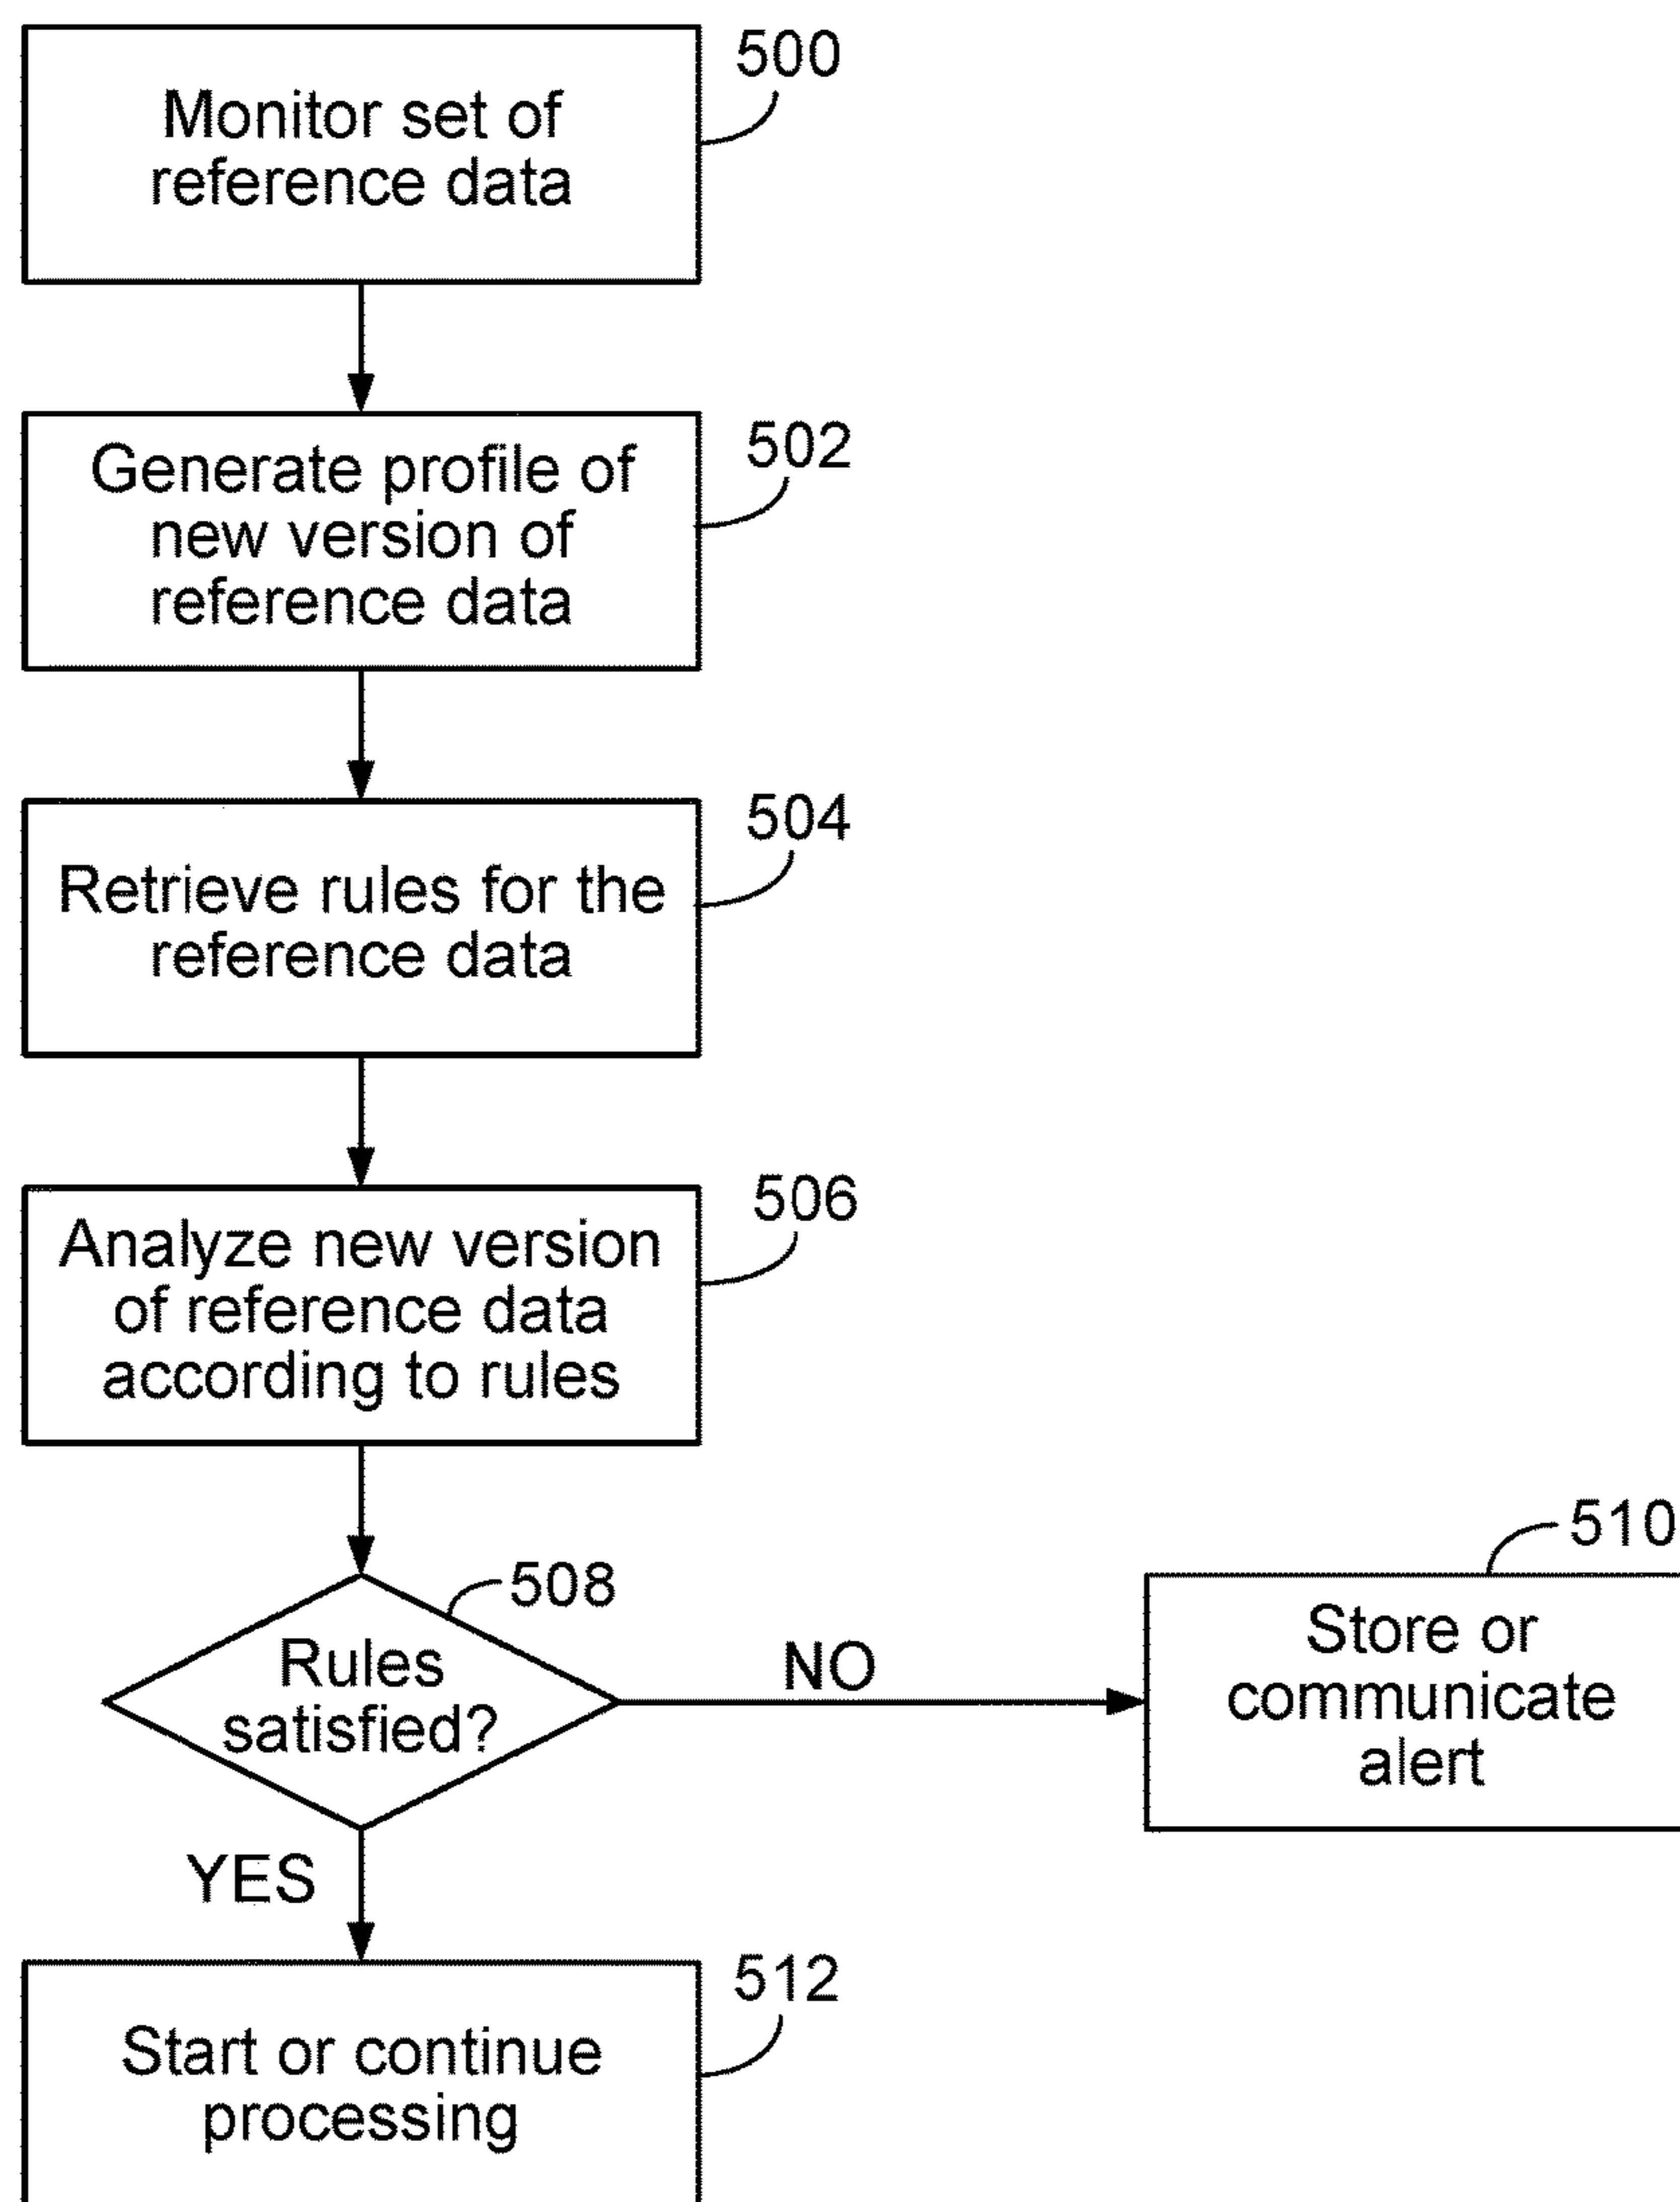 500
Monitor set of
reference data
502
Generate profile of
new version of
reference data
504
Retrieve rules for the
reference data
506
Analyze new version
of reference data
according to rules
508
Rules
satisfied?
NO
510
Store or
communicate
alert
YES
512
Start or continue
processing